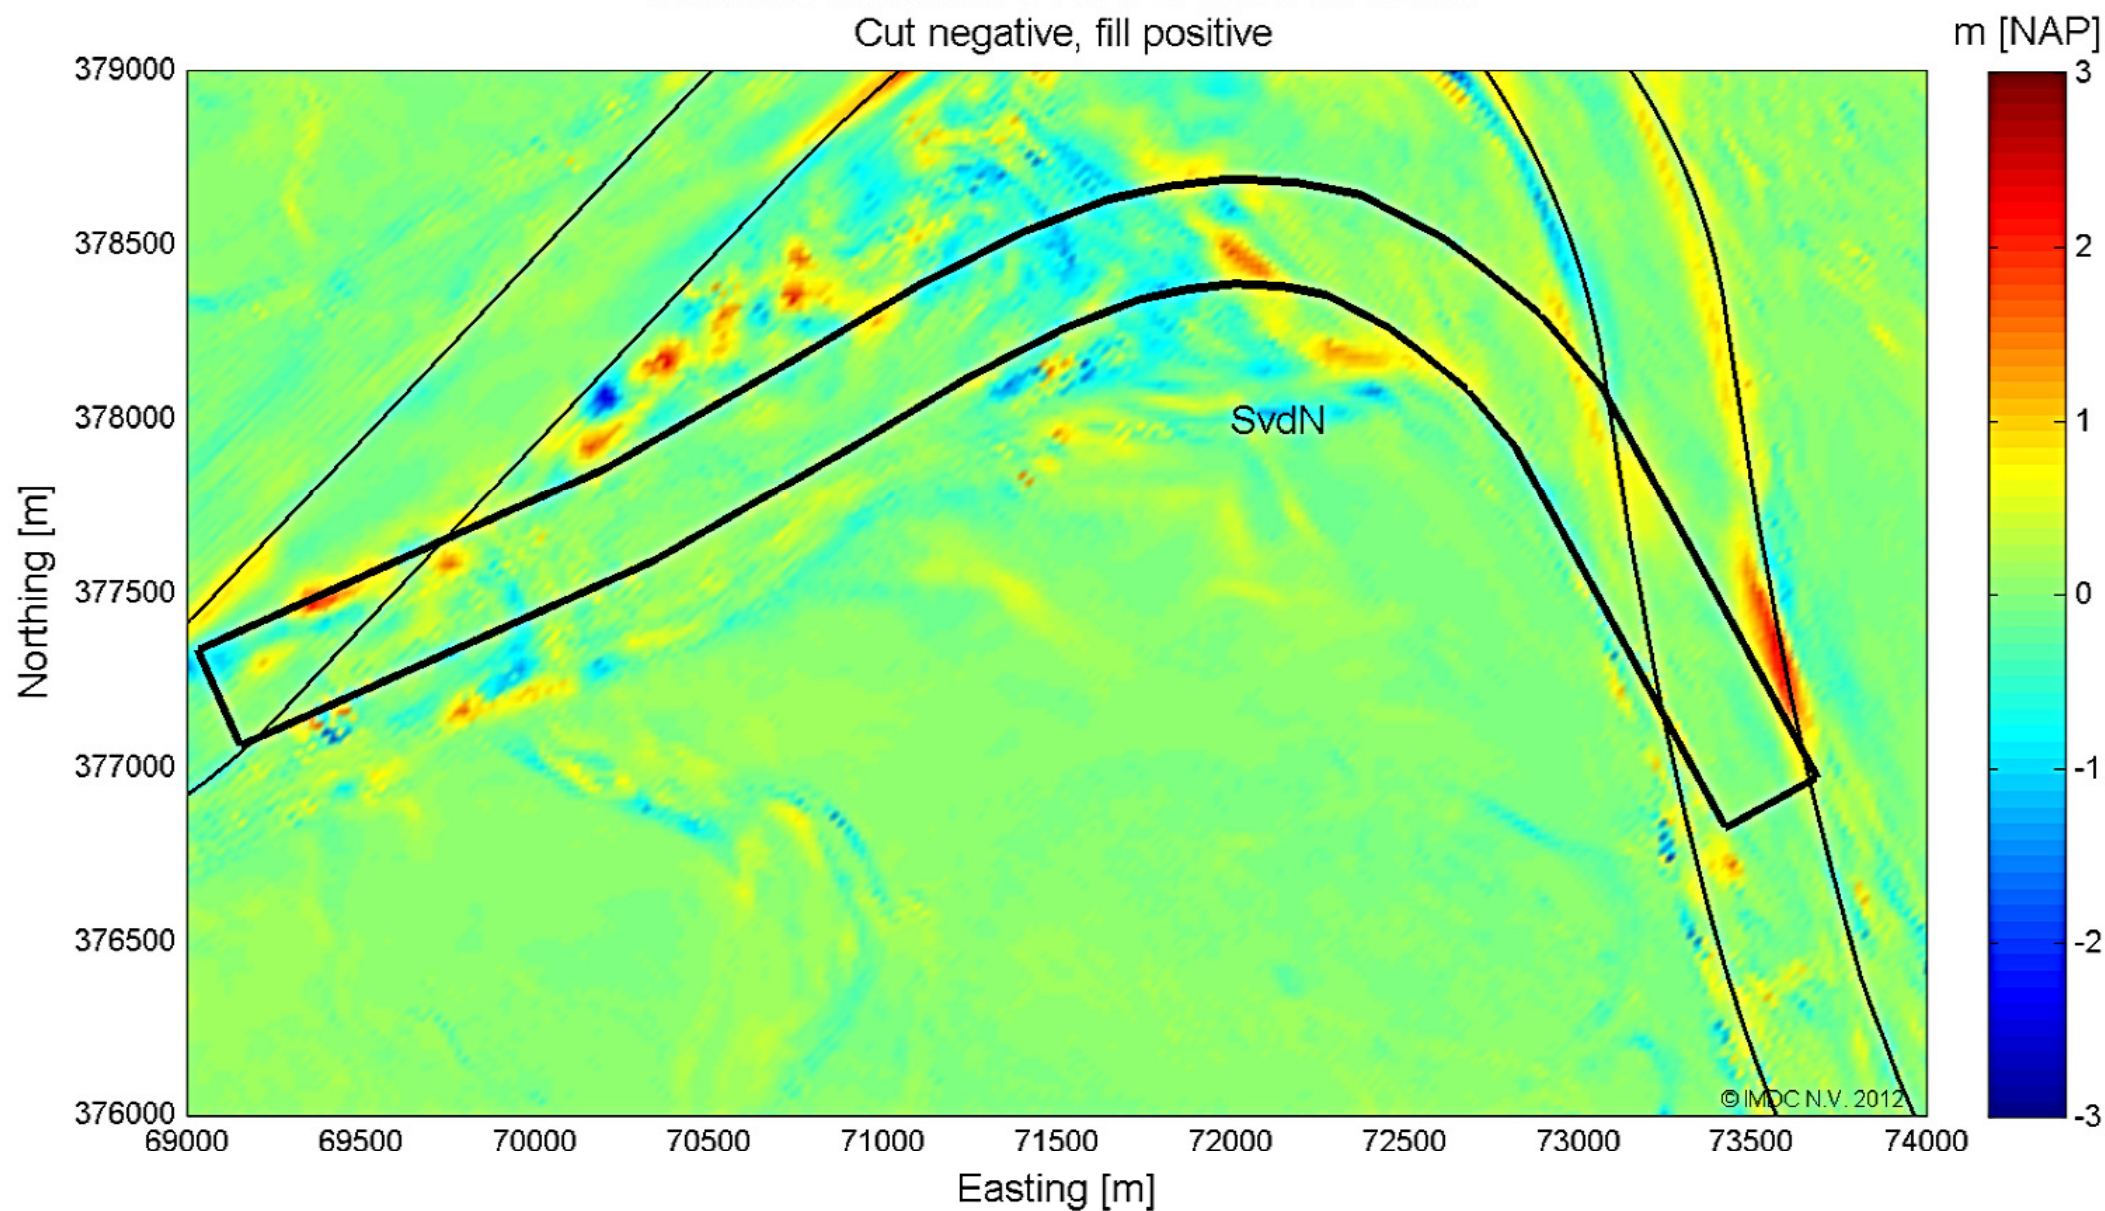 Cut negative, fill positive
m [NAP]
379000
378500
378000
377500
377000
376500
376000
Northing [m]
SvdN
© IMDC N.V. 2012
69000 69500 70000 70500 71000 71500 72000 72500 73000 73500 74000
Easting [m]
3
2
1
0
-1
-2
-3